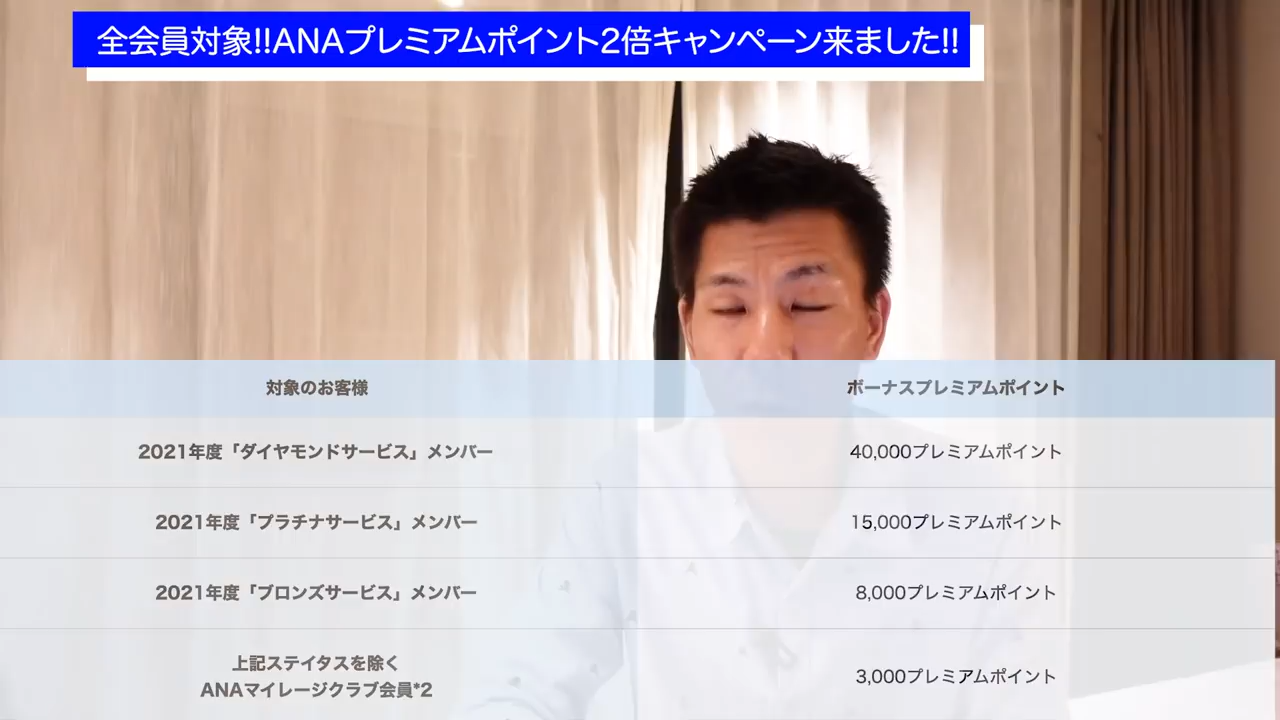 全会員対象!!ANAプレミアムポイント2倍キャンペーン来ました!!
対象のお客様
ボーナスプレミアムポイント
2021年度「ダイヤモンドサービス」メンバー
40,000プレミアムポイント
2021年度「プラチナサービス」メンバー
15,000プレミアムポイント
2021年度「ブロンズサービス」メンバー
8,000プレミアムポイント
上記ステイタスを除く
ANAマイレージクラブ会員*2
3,000プレミアムポイント